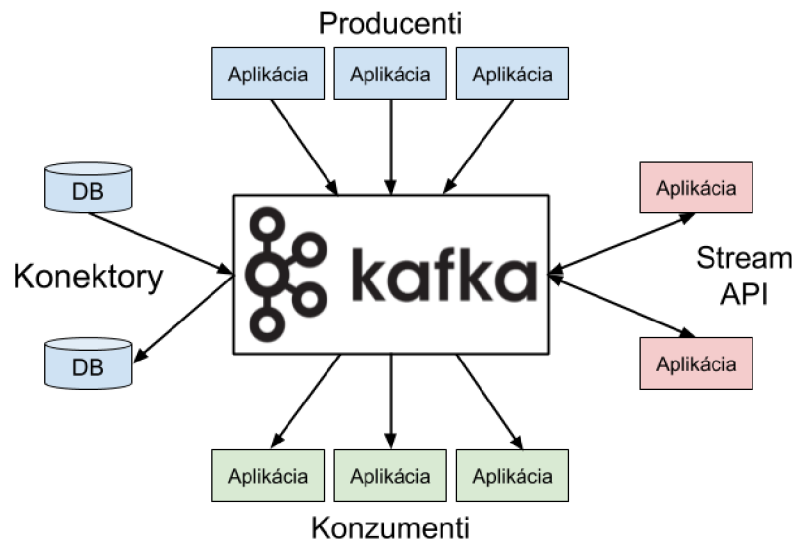 Producenti
Aplikácia Aplikácia Aplikácia
DB
Aplikácia
Konektory
kafka
Stream
API
DB
Aplikácia
Aplikácia Aplikácia Aplikácia
Konzumenti